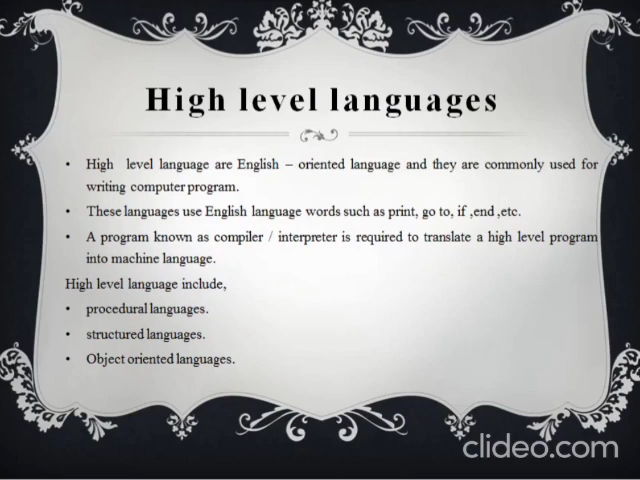 High level languages
• High level language are English – oriented language and they are commonly used for
writing computer program.
• These languages use English language words such as print, go to, if ,end ,etc.
• A program known as compiler / interpreter is required to translate a high level program
into machine language.
High level language include,
• procedural languages.
• structured languages.
• Object oriented languages.
clideo.com